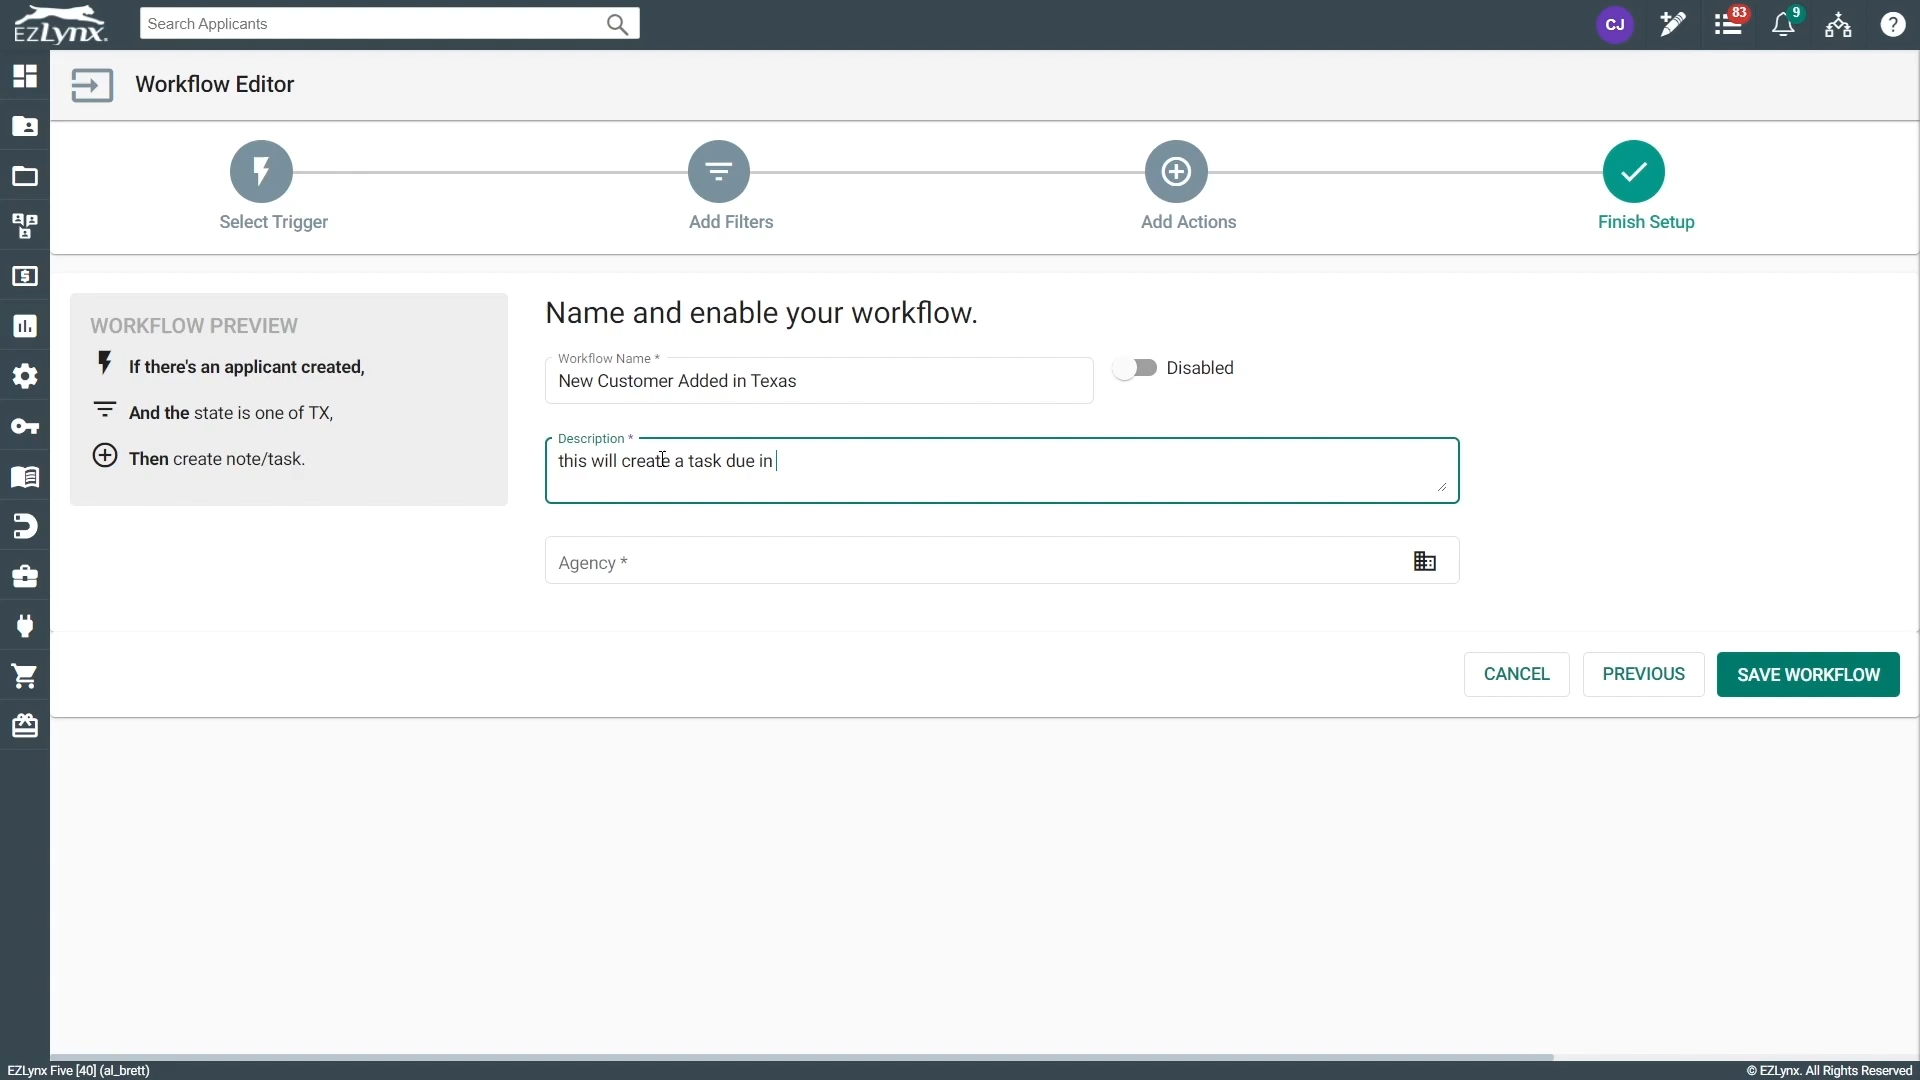 EZLynx
Search Applicants
CJ
83
9
?
Workflow Editor
Select Trigger
Add Filters
Add Actions
Finish Setup
WORKFLOW PREVIEW
If there's an applicant created,
And the state is one of TX,
Then create note/task.
Name and enable your workflow.
Workflow Name *
New Customer Added in Texas
Disabled
Description *
this will create a task due in
Agency *
CANCEL
PREVIOUS
SAVE WORKFLOW
EZLynx Five [40] (al_brett)
© EZLynx. All Rights Reserved